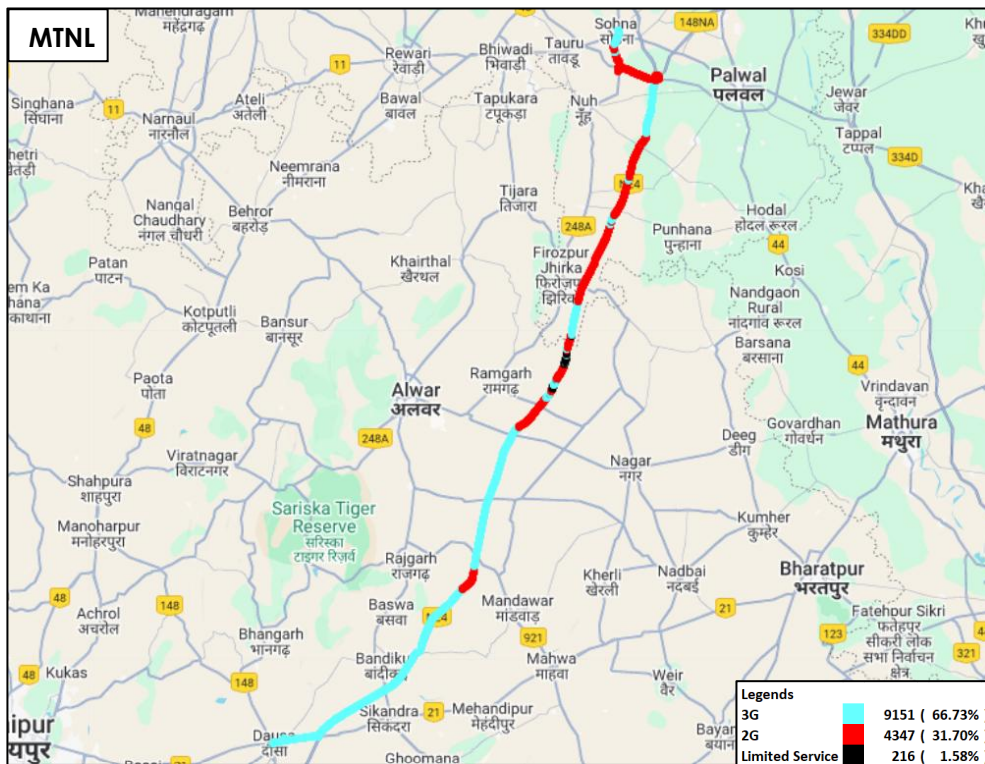 MTNL
Mahendragarh
महेंद्रगढ़
Sohna
सोहना
148NA
334DD
Tauru
तावडू
Rewari
रेवाड़ी
Bhiwadi
भिवाड़ी
11
Palwal
पलवल
Singhana
सिंघाना
Ateli
अतेली
Bawal
बावल
Tapukara
टपूकड़ा
Nuh
नूँह
Jewar
जेवर
11
Narnaul
नारनौल
Tappal
टप्पल
334D
Neemrana
नीमराना
Nangal
Chaudhary
नंगल चौधरी
Behror
बहरोड़
Tijara
तिजारा
248A
Punhana
पुन्हाना
Hodal
होदल रूरल
44
Patan
पाटन
Khairthal
खैरथल
Firozpur
Jhirka
फिरोजपुर
झिरका
Kosi
Kotputli
कोटपूतली
Bansur
बानसूर
Nandgaon
Rural
नांदगांव रूरल
Barsana
बरसाना
Paota
पोता
Alwar
अलवर
Ramgarh
रामगढ़
44
Vrindavan
वृन्दावन
48
248A
Deeg
डीग
Govardhan
गोवर्धन
Mathura
मथुरा
Viratnagar
विराटनगर
Nagar
नगर
Shahpura
शाहपुरा
Manoharpur
मनोहरपुर
Sariska Tiger
Reserve
सरिस्का
टाइगर रिज़र्व
Kumher
कुम्हेर
Rajgarh
राजगढ़
Kherli
खेरली
Nadbai
नदबई
Bharatpur
भरतपुर
48
148
Achrol
अचरोल
Baswa
बसवा
Mandawar
मांडवाड़
21
Fatehpur Sikri
फतेहपुर
सीकरी लोक
सभा निर्वाचन
क्षेत्र
123
321
Bhangarh
भानगढ़
921
Bandiku
Mahwa
माहवा
Weir
वैर
48
Kukas
148
Sikandra
सिकंदरा
21
Mehandipur
मेहंदीपुर
Dausa
दौसा
Ghoomana
21
Legends
3G 9151 ( 66.73% )
2G 4347 ( 31.70% )
Limited Service 216 ( 1.58% )